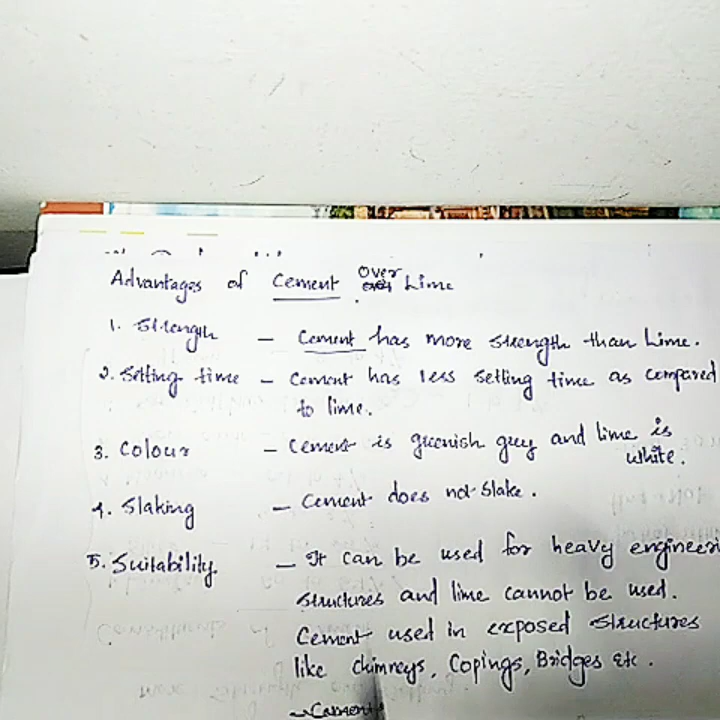 Advantages of Cement Over Lime
1. Strength - Cement has more strength than Lime.
2. Setting time - Cement has less setting time as compared
to lime.
3. Colour - Cement is greenish grey and lime is
white.
4. Slaking - Cement does not slake.
5. Suitability - It can be used for heavy engineeri
structures and lime cannot be used.
Cement used in exposed structures
like chimneys, Copings, Bridges etc.